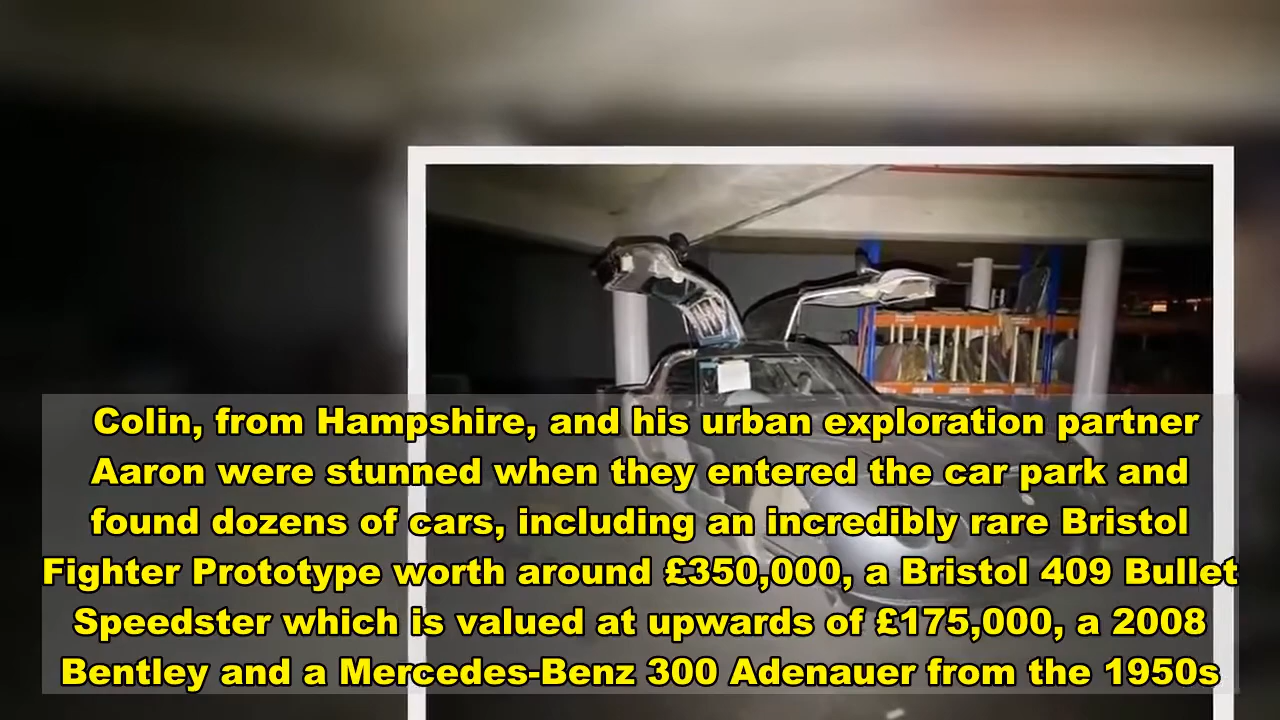 Colin, from Hampshire, and his urban exploration partner
Aaron were stunned when they entered the car park and
found dozens of cars, including an incredibly rare Bristol
Fighter Prototype worth around £350,000, a Bristol 409 Bullet
Speedster which is valued at upwards of £175,000, a 2008
Bentley and a Mercedes-Benz 300 Adenauer from the 1950s